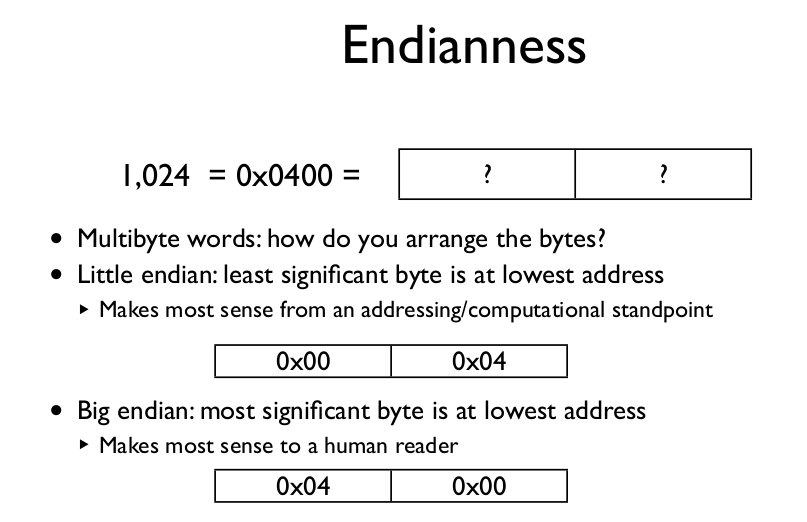 Endianness
1,024 = 0x0400 = ? ?
• Multibyte words: how do you arrange the bytes?
• Little endian: least significant byte is at lowest address
‣ Makes most sense from an addressing/computational standpoint
0x00 0x04
• Big endian: most significant byte is at lowest address
‣ Makes most sense to a human reader
0x04 0x00